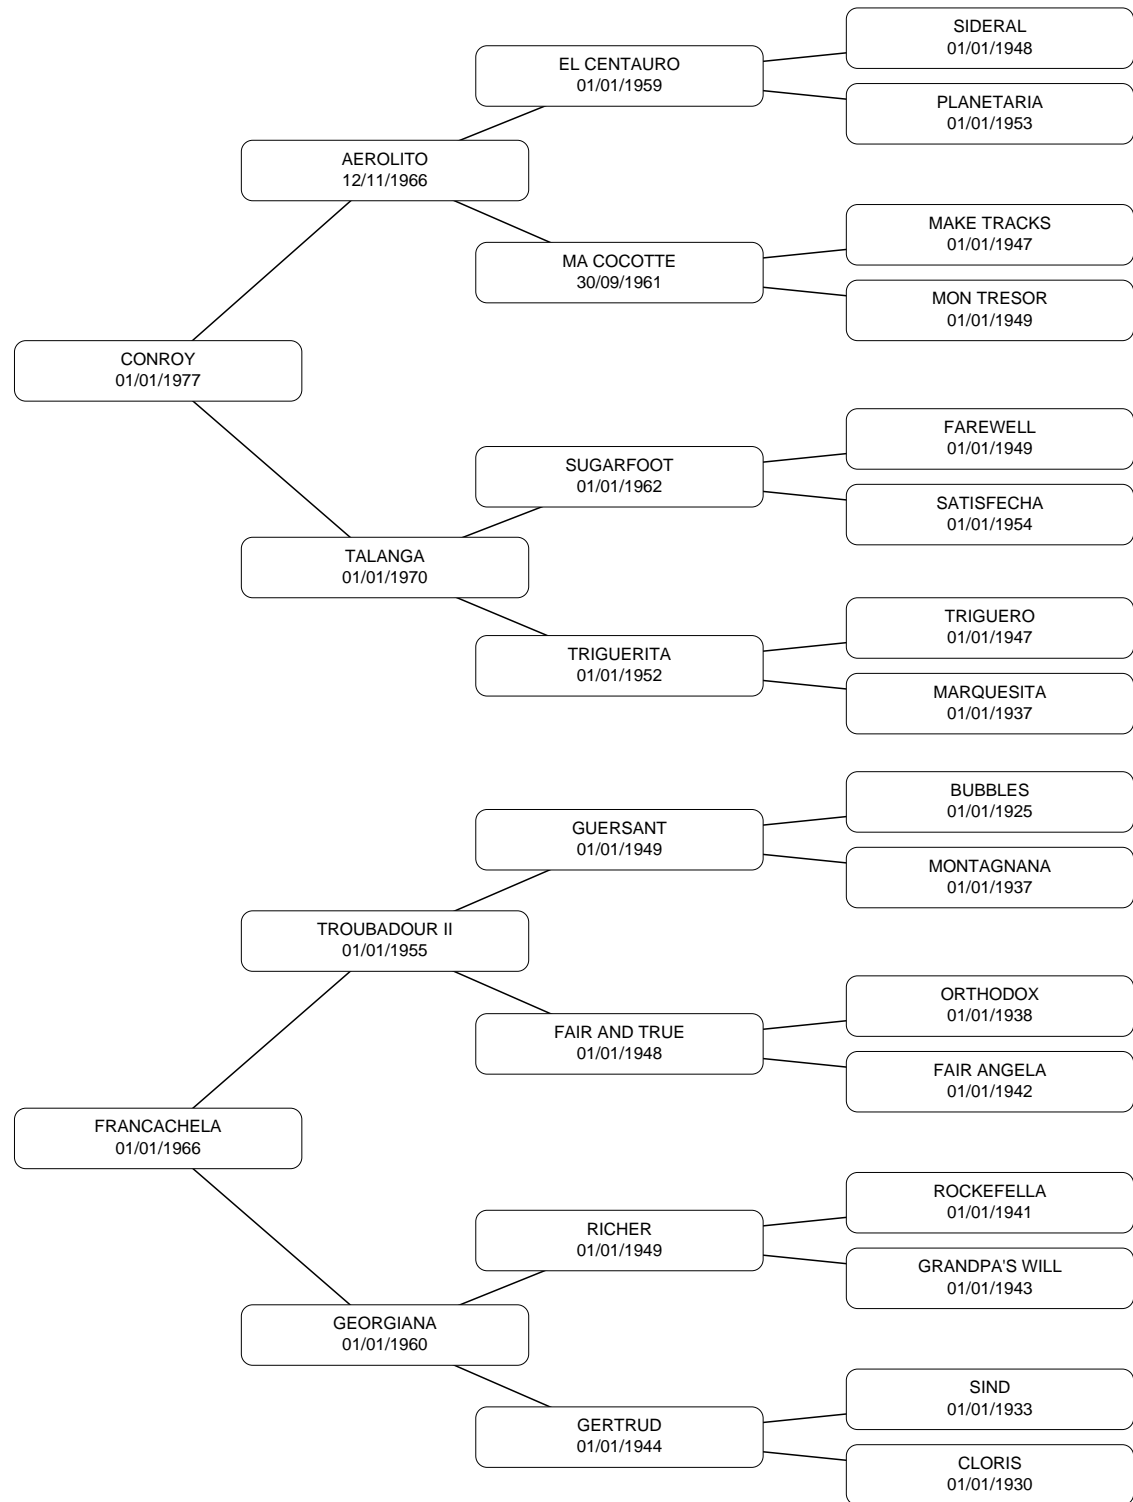 SIDERAL
01/01/1948
EL CENTAURO
01/01/1959
PLANETARIA
01/01/1953
AEROLITO
12/11/1966
MAKE TRACKS
01/01/1947
MA COCOTTE
30/09/1961
MON TRESOR
01/01/1949
CONROY
01/01/1977
FAREWELL
01/01/1949
SUGARFOOT
01/01/1962
SATISFECHA
01/01/1954
TALANGA
01/01/1970
TRIGUERO
01/01/1947
TRIGUERITA
01/01/1952
MARQUESITA
01/01/1937
BUBBLES
01/01/1925
GUERSANT
01/01/1949
MONTAGNANA
01/01/1937
TROUBADOUR II
01/01/1955
ORTHODOX
01/01/1938
FAIR AND TRUE
01/01/1948
FAIR ANGELA
01/01/1942
FRANCACHELA
01/01/1966
ROCKEFELLA
01/01/1941
RICHER
01/01/1949
GRANDPA'S WILL
01/01/1943
GEORGIANA
01/01/1960
SIND
01/01/1933
GERTRUD
01/01/1944
CLORIS
01/01/1930